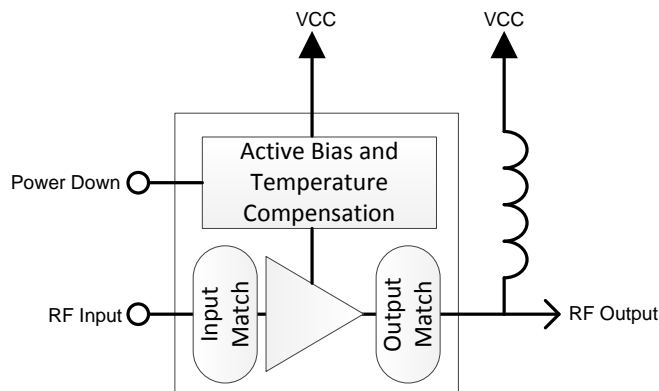 VCC
VCC
Active Bias and
Temperature
Compensation
Power Down
RF Input
Input
Match
Output
Match
RF Output